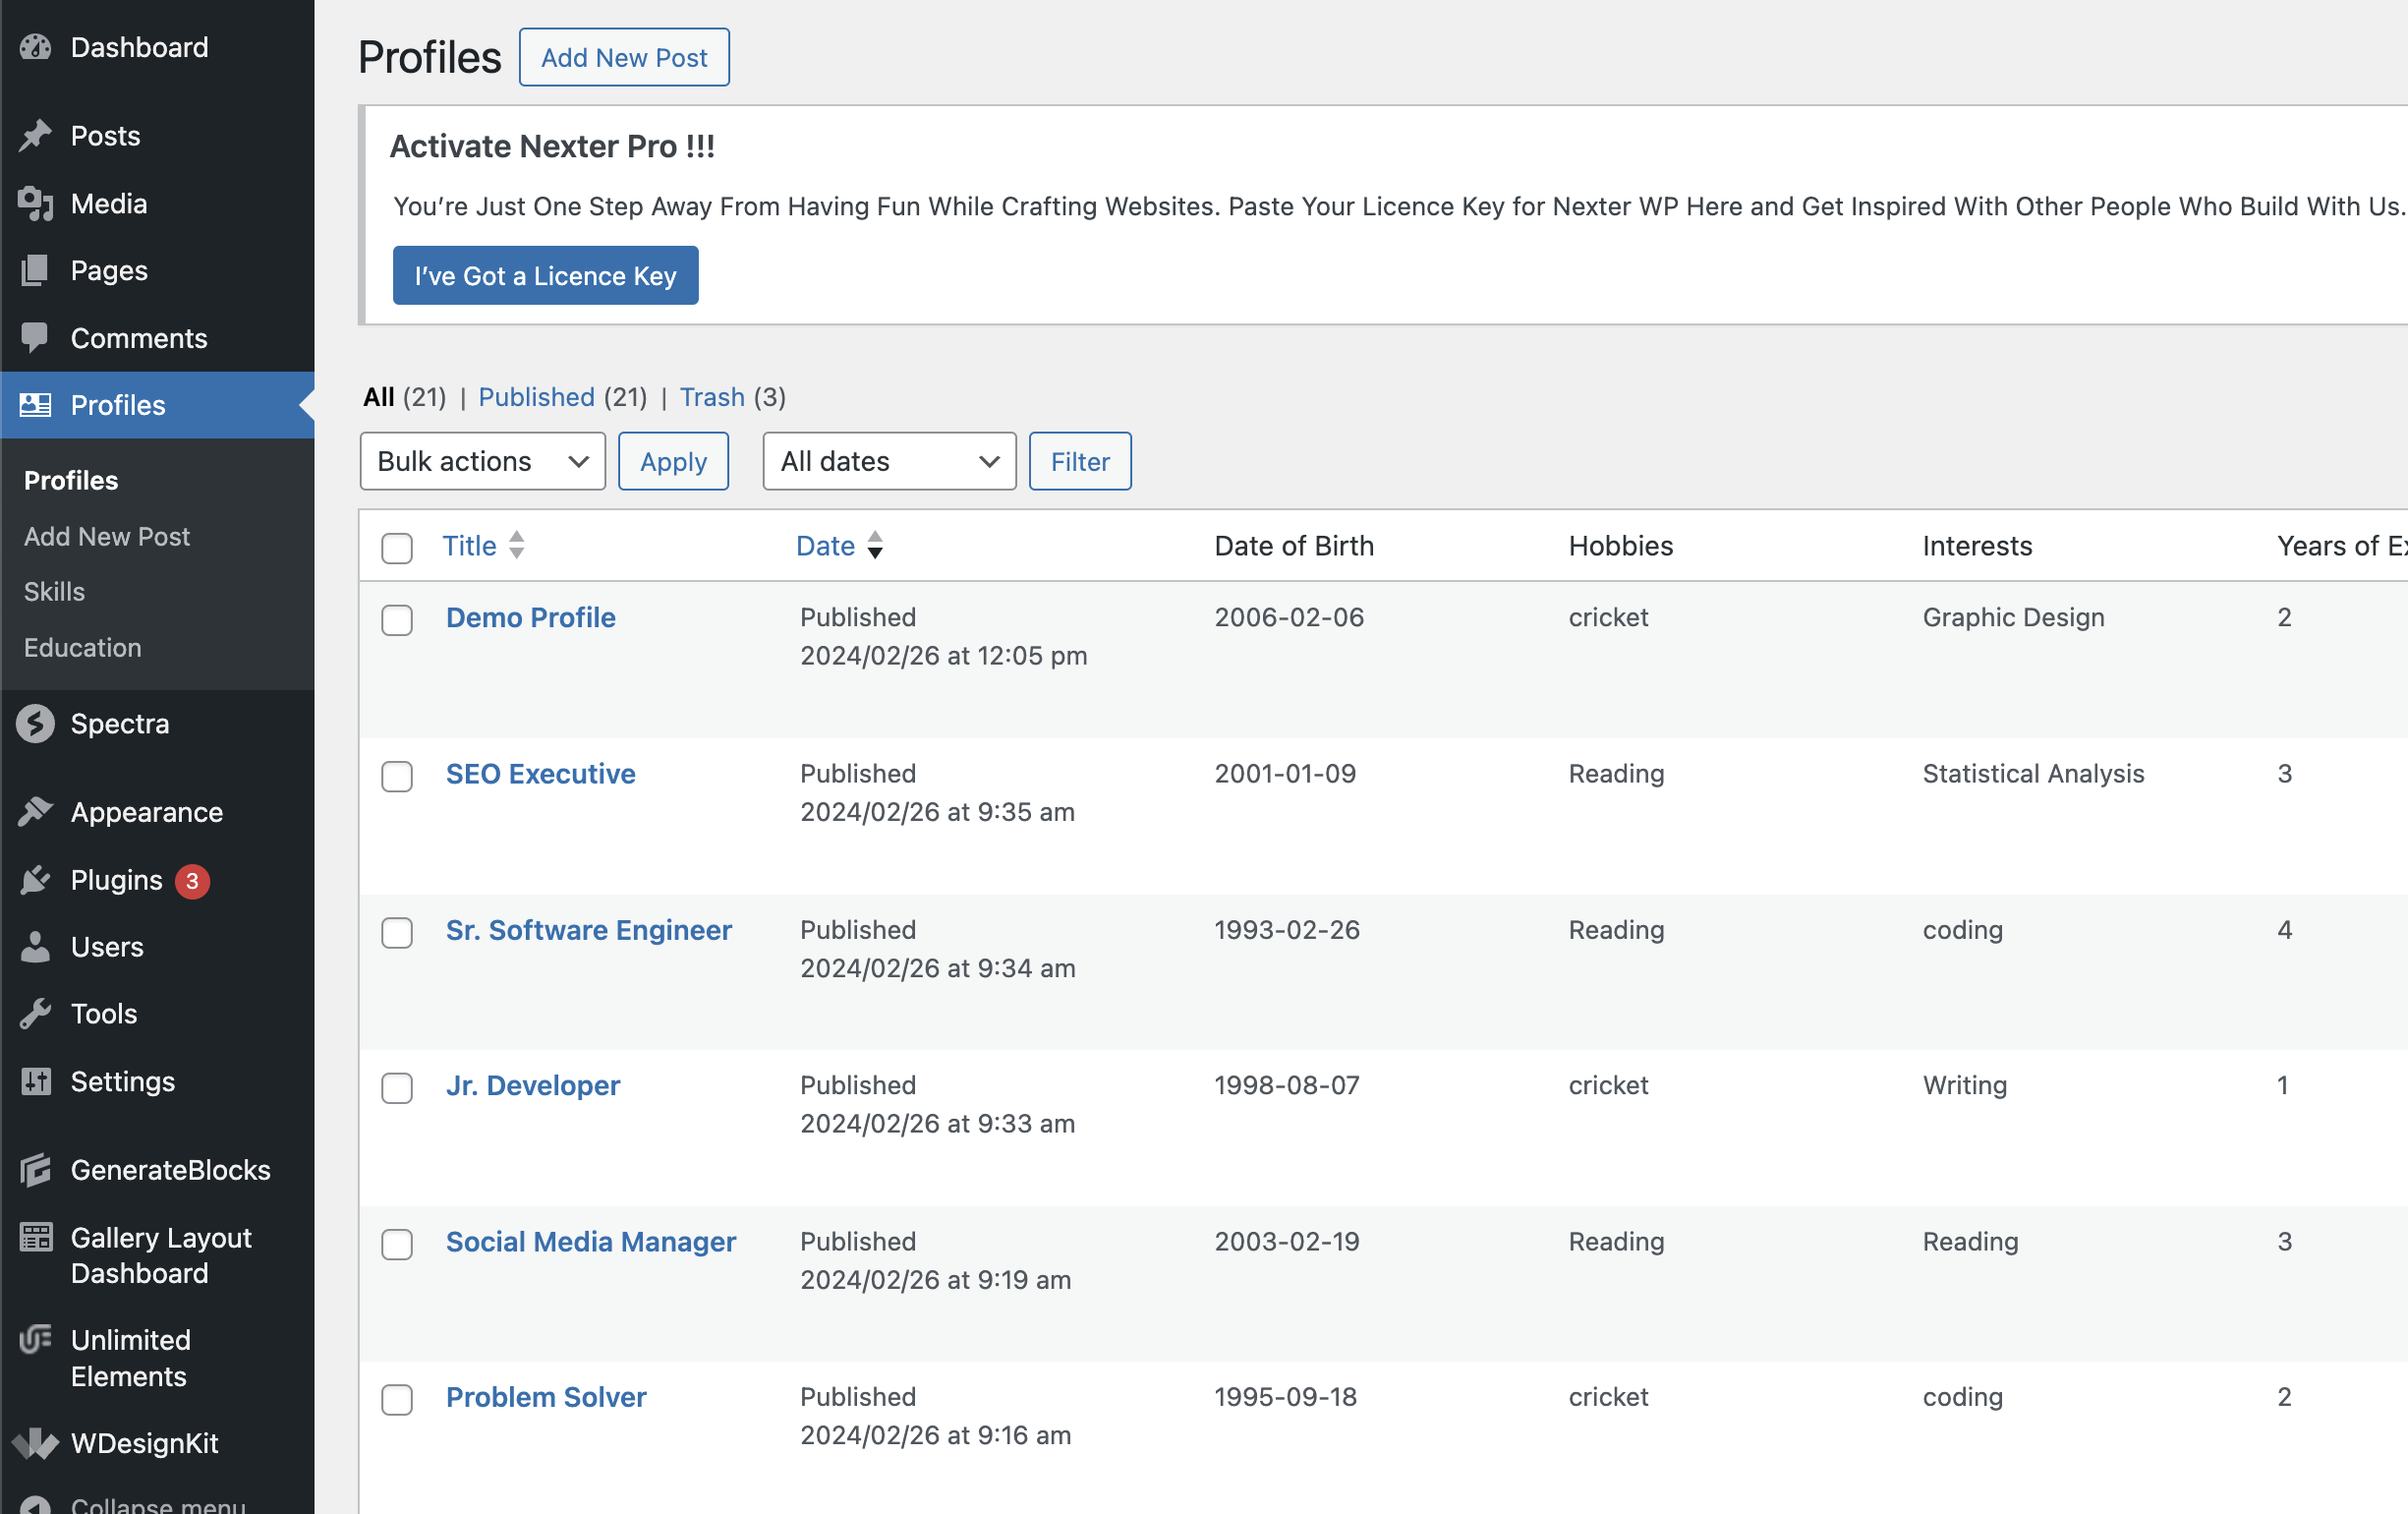 Dashboard
Posts
Media
Pages
Comments
Profiles
Profiles
Add New Post
Skills
Education
Spectra
Appearance
Plugins 3
Users
Tools
Settings
GenerateBlocks
Gallery Layout
Dashboard
Unlimited
Elements
WDesignKit
Collapse menu
Profiles Add New Post
Activate Nexter Pro !!!
You’re Just One Step Away From Having Fun While Crafting Websites. Paste Your Licence Key for Nexter WP Here and Get Inspired With Other People Who Build With Us.
I’ve Got a Licence Key
All (21) | Published (21) | Trash (3)
Bulk actions Apply All dates Filter
Title Date Date of Birth Hobbies Interests Years of
Demo Profile Published 2006-02-06 cricket Graphic Design 2
2024/02/26 at 12:05 pm
SEO Executive Published 2001-01-09 Reading Statistical Analysis 3
2024/02/26 at 9:35 am
Sr. Software Engineer Published 1993-02-26 Reading coding 4
2024/02/26 at 9:34 am
Jr. Developer Published 1998-08-07 cricket Writing 1
2024/02/26 at 9:33 am
Social Media Manager Published 2003-02-19 Reading Reading 3
2024/02/26 at 9:19 am
Problem Solver Published 1995-09-18 cricket coding 2
2024/02/26 at 9:16 am